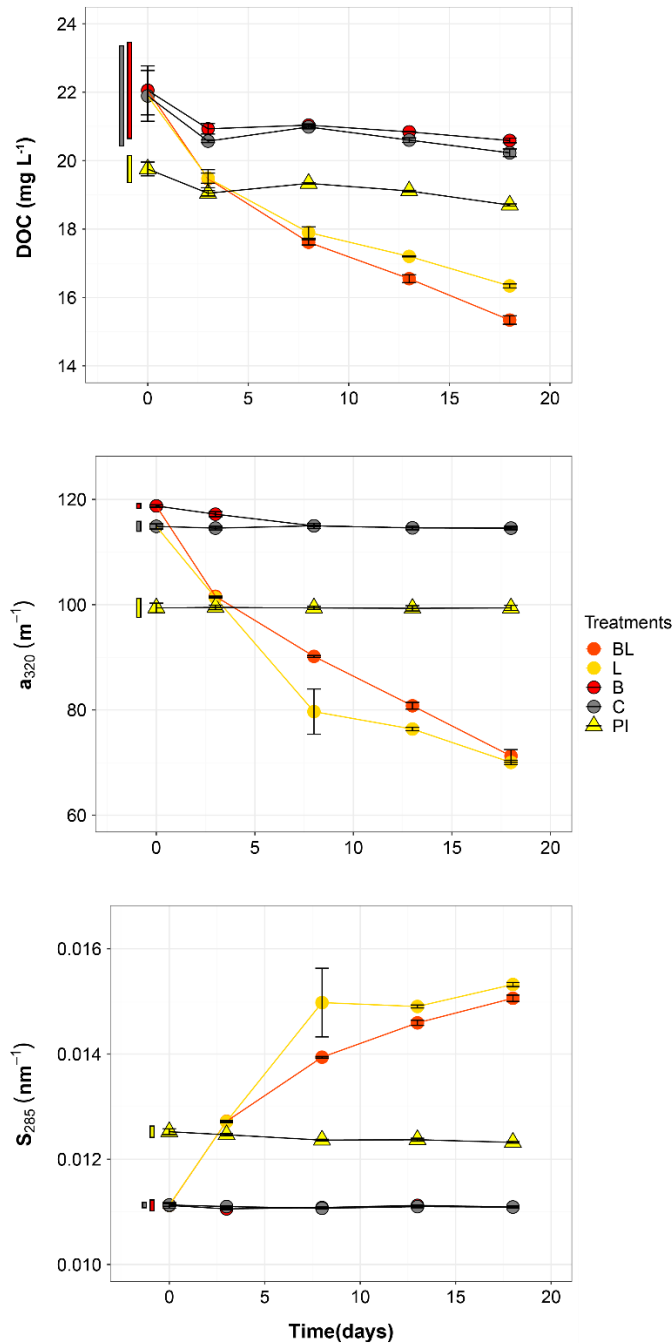 24
22
20
18
16
14
DOC (mg L⁻¹)
0 5 10 15 20
120
100
80
60
a₃₂₀ (m⁻¹)
0 5 10 15 20
Treatments
BL
L
B
C
PI
0.016
0.014
0.012
0.010
S₂₈₅ (nm⁻¹)
0 5 10 15 20
Time(days)